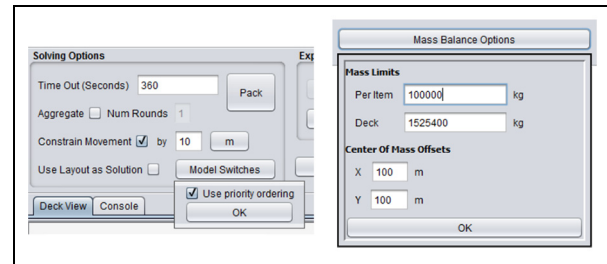 Solving Options
Exp
Time Out (Seconds) 360
Pack
Aggregate Num Rounds 1
Constrain Movement by 10 m
Use Layout as Solution Model Switches
Use priority ordering
OK
Deck View Console
Mass Balance Options
Mass Limits
Per Item 100000 kg
Deck 1525400 kg
Center Of Mass Offsets
X 100 m
Y 100 m
OK